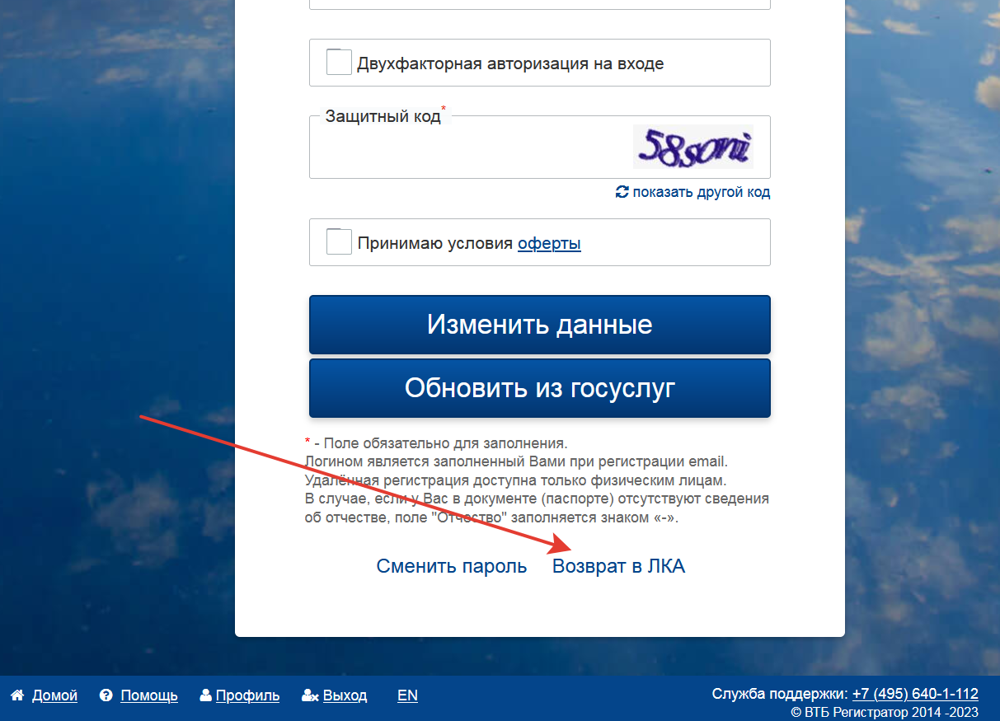 Двухфакторная авторизация на входе
Защитный код*
58soni
показать другой код
Принимаю условия оферты
Изменить данные
Обновить из госуслуг
* - Поле обязательно для заполнения.
Логином является заполненный Вами при регистрации email.
Удалённая регистрация доступна только физическим лицам.
В случае, если у Вас в документе (паспорте) отсутствуют сведения
об отчестве, поле "Отчество" заполняется знаком «-».
Сменить пароль Возврат в ЛКА
Домой Помощь Профиль Выход EN
Служба поддержки: +7 (495) 640-1-112
© ВТБ Регистратор 2014 -2023